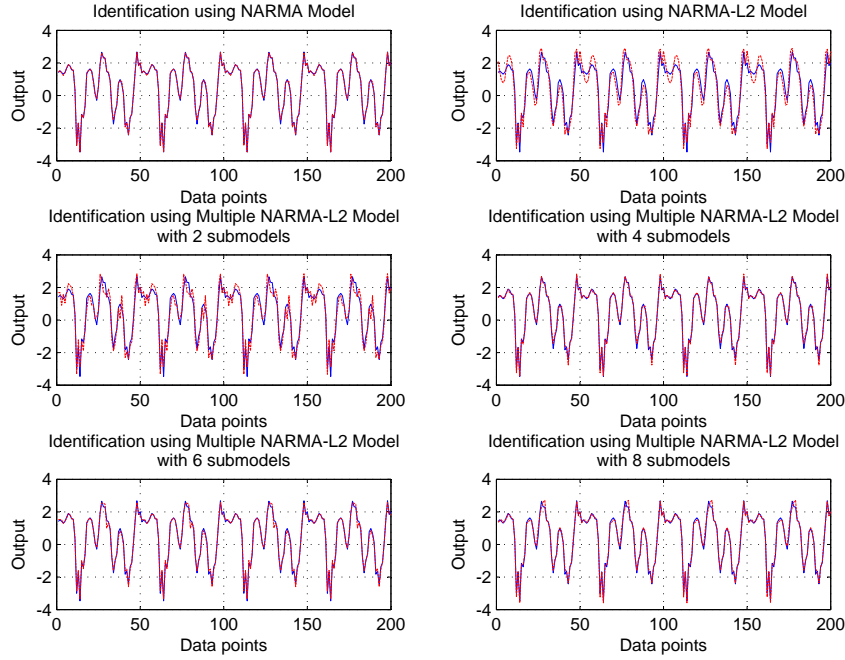 Identification using NARMA Model
4
2
0
-2
-4
Output
0 50 100 150 200
Data points
Identification using NARMA-L2 Model
4
2
0
-2
-4
Output
0 50 100 150 200
Data points
Identification using Multiple NARMA-L2 Model
with 2 submodels
4
2
0
-2
-4
Output
0 50 100 150 200
Data points
Identification using Multiple NARMA-L2 Model
with 4 submodels
4
2
0
-2
-4
Output
0 50 100 150 200
Data points
Identification using Multiple NARMA-L2 Model
with 6 submodels
4
2
0
-2
-4
Output
0 50 100 150 200
Data points
Identification using Multiple NARMA-L2 Model
with 8 submodels
4
2
0
-2
-4
Output
0 50 100 150 200
Data points